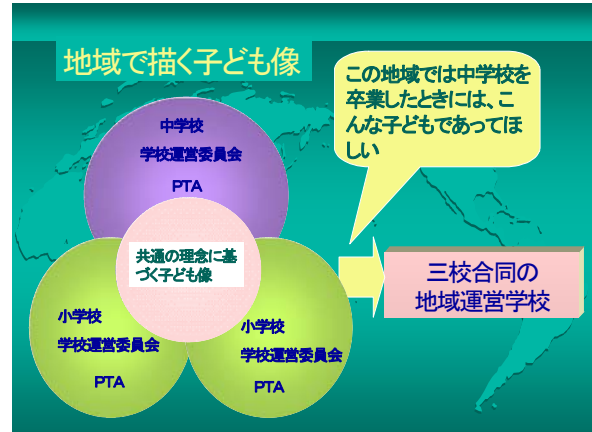 地域で描く子ども像
この地域では中学校を
卒業したときには、こ
んな子どもであってほ
しい
中学校
学校運営委員会
PTA
共通の理念に基
づく子ども像
三校合同の
地域運営学校
小学校
学校運営委員会
PTA
小学校
学校運営委員会
PTA